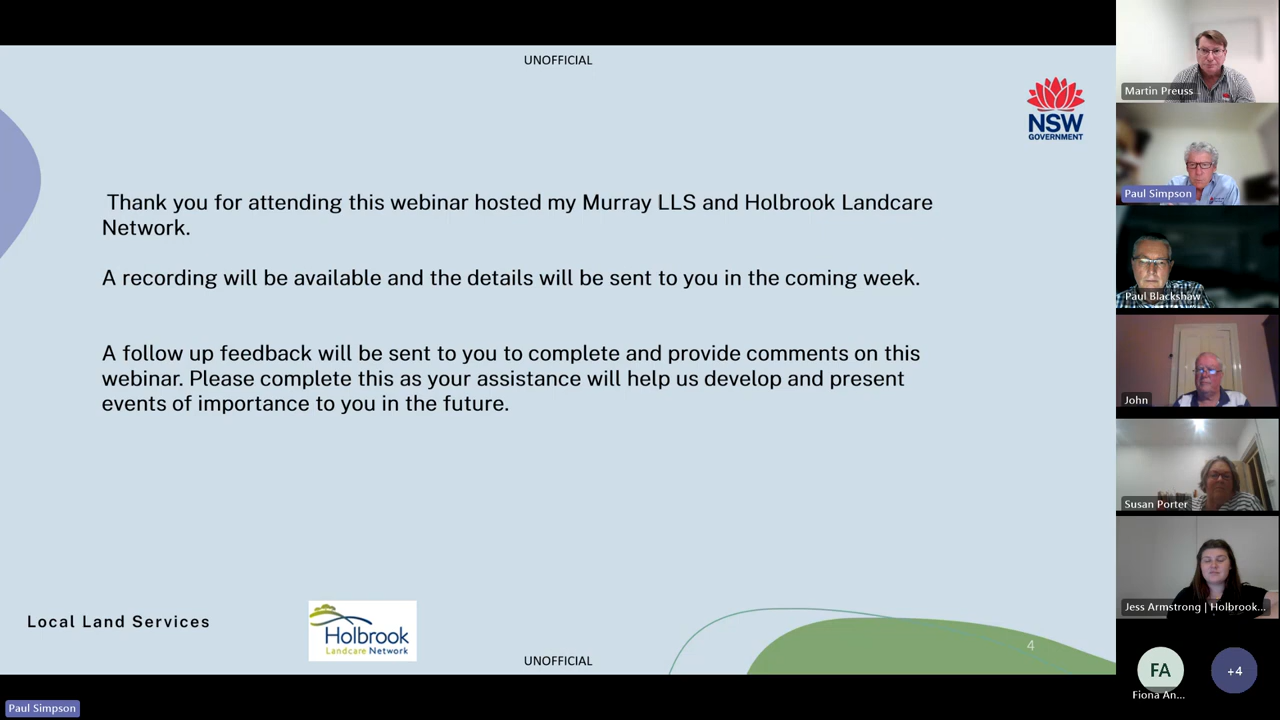 UNOFFICIAL
NSW
GOVERNMENT
Thank you for attending this webinar hosted my Murray LLS and Holbrook Landcare
Network.
A recording will be available and the details will be sent to you in the coming week.
A follow up feedback will be sent to you to complete and provide comments on this
webinar. Please complete this as your assistance will help us develop and present
events of importance to you in the future.
Local Land Services
Holbrook
Landcare Network
4
UNOFFICIAL
Paul Simpson
Martin Preuss
Paul Simpson
Paul Blackshaw
John
Susan Porter
Jess Armstrong | Holbrook...
FA
Fiona An...
+4